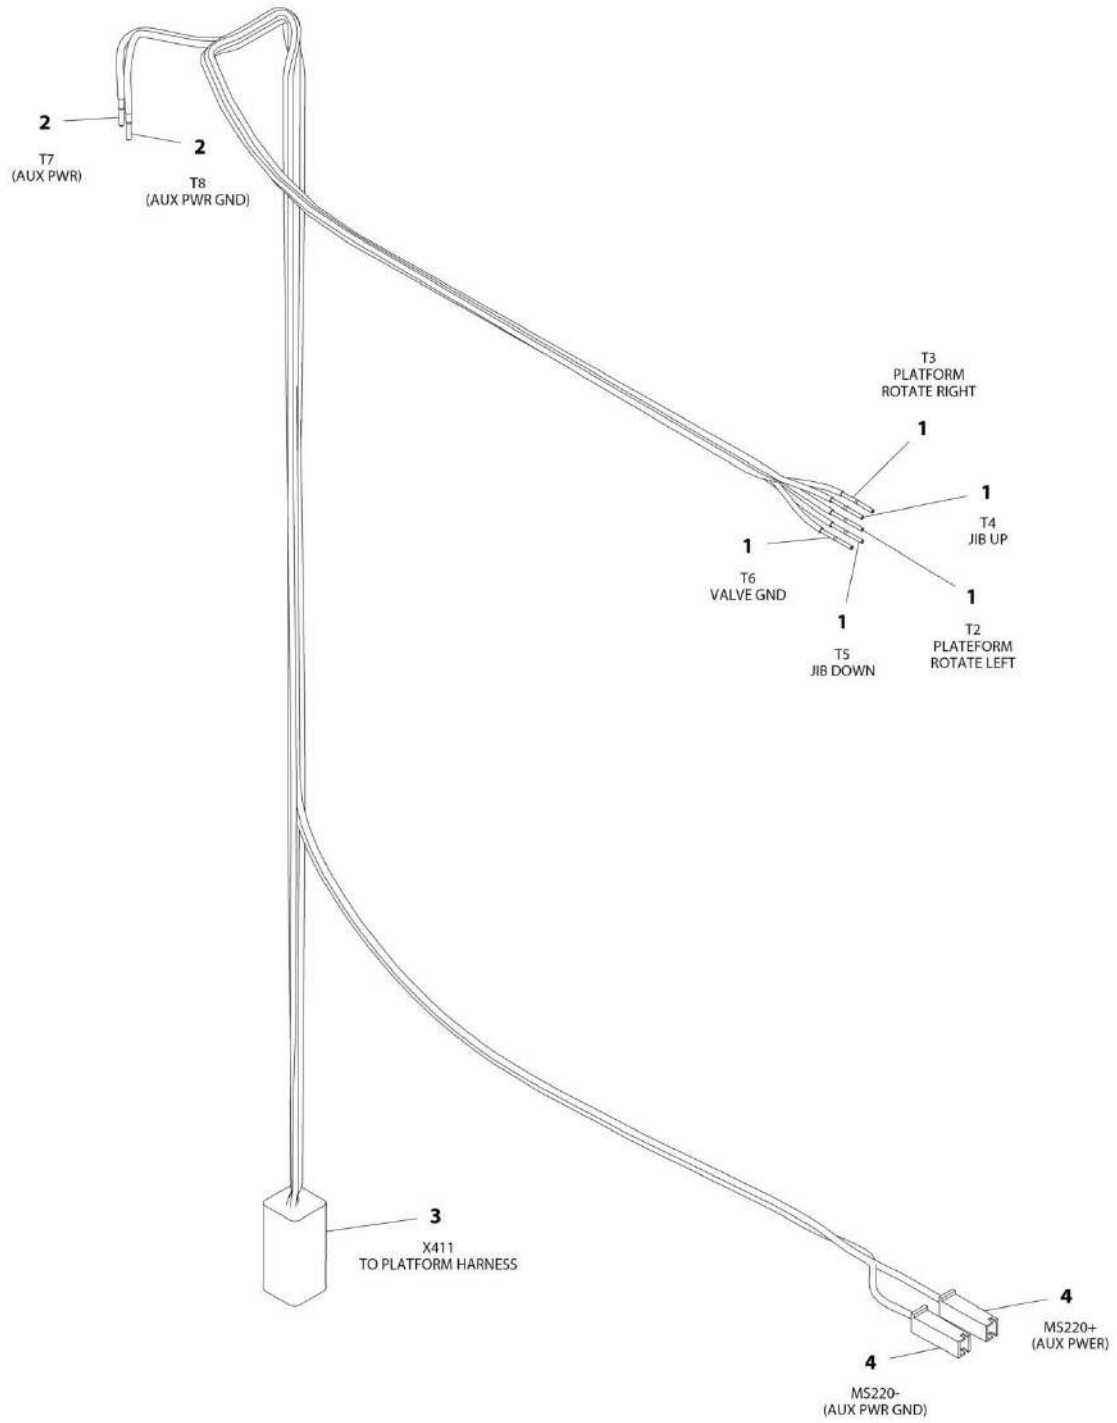 2
T7
(AUX PWR)
2
T8
(AUX PWR GND)
T3
PLATFORM
ROTATE RIGHT
1
1
T4
JIB UP
1
T6
VALVE GND
1
T2
PLATEFORM
ROTATE LEFT
1
T5
JIB DOWN
3
X411
TO PLATFORM HARNESS
4
MS220+
(AUX PWER)
4
MS220-
(AUX PWR GND)